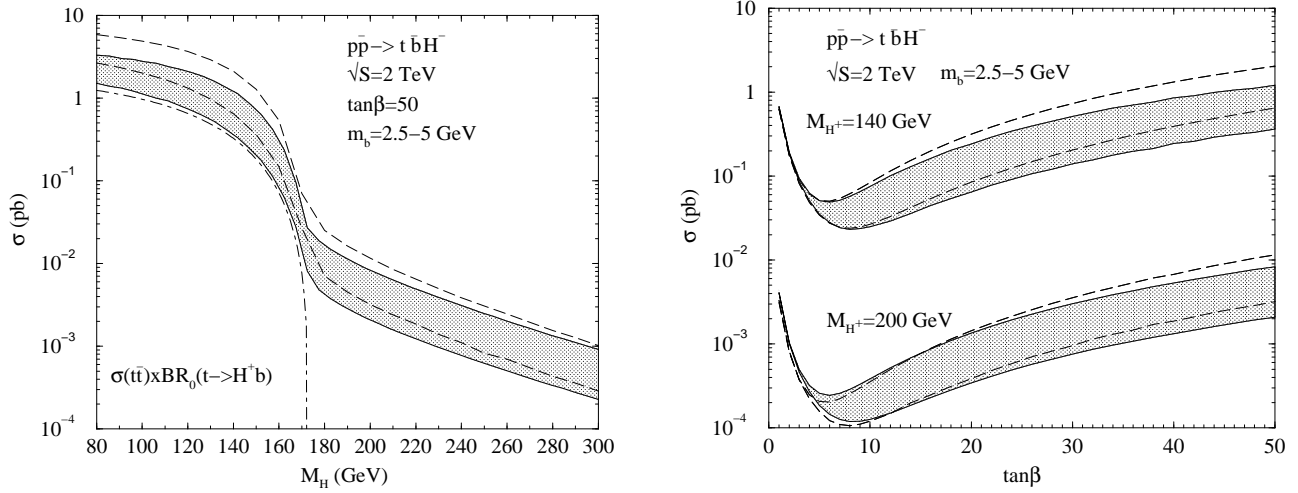 10
1
10⁻¹
10⁻²
10⁻³
10⁻⁴
σ (pb)
pp̄−> t b̄H⁻
√S=2 TeV
tanβ=50
m_b=2.5−5 GeV
σ(tt̄)xBR₀(t−>H⁺b)
80 100 120 140 160 180 200 220 240 260 280 300
M_H (GeV)
10
1
10⁻¹
10⁻²
10⁻³
10⁻⁴
σ (pb)
pp̄−> t b̄H⁻
√S=2 TeV m_b=2.5−5 GeV
M_H⁺=140 GeV
M_H⁺=200 GeV
0 10 20 30 40 50
tanβ